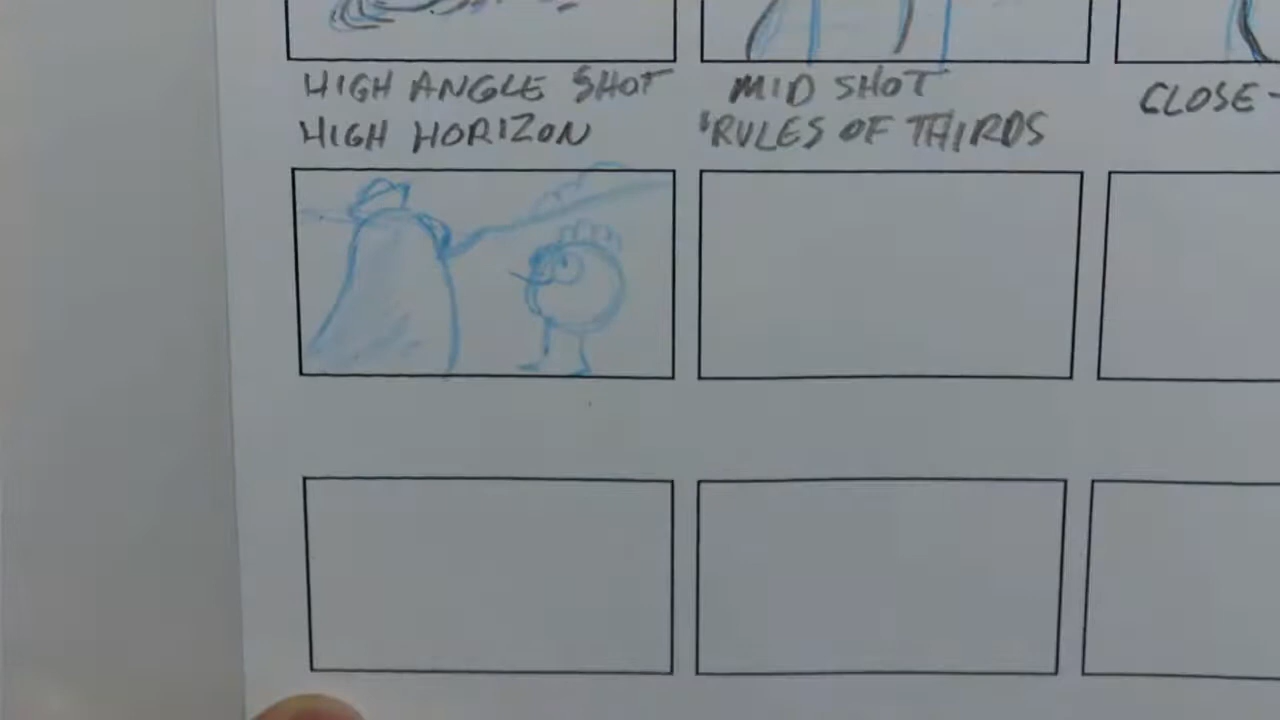 HIGH ANGLE SHOT
HIGH HORIZON
MID SHOT
'RULES OF THIRDS
CLOSE-